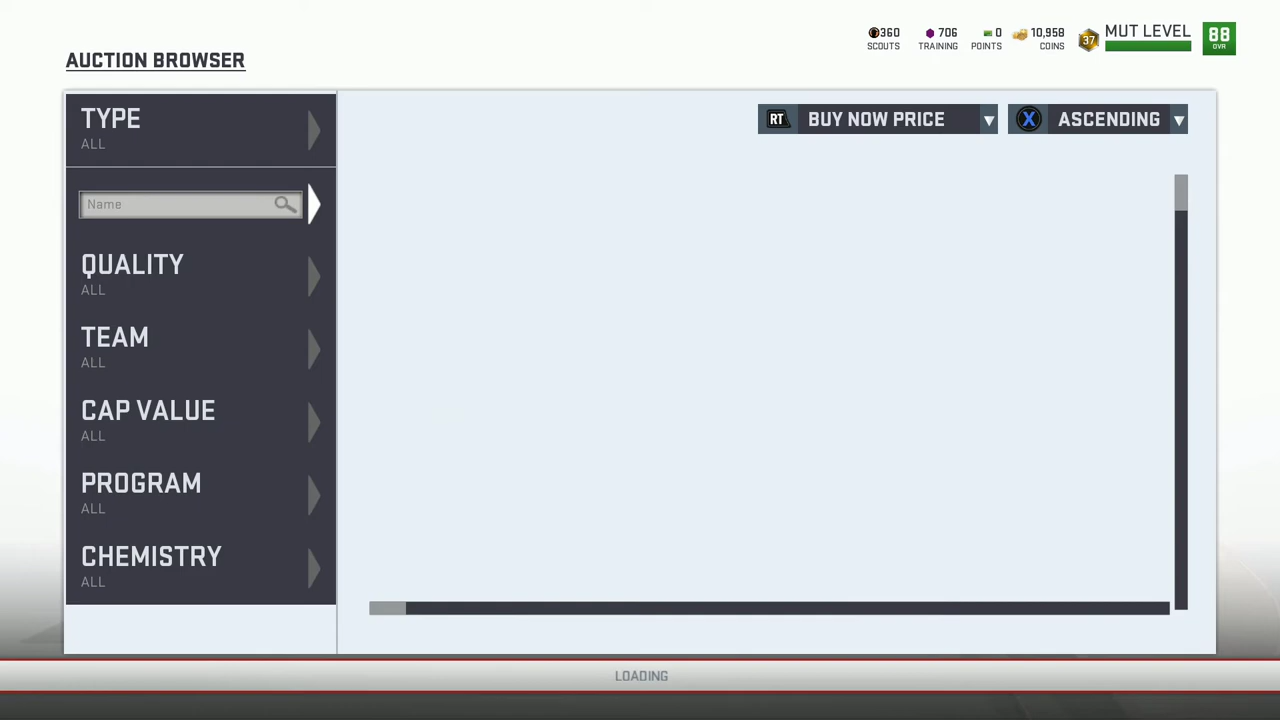 AUCTION BROWSER
360 SCOUTS
706 TRAINING
0 POINTS
10,958 COINS
37 MUT LEVEL
88 OVR
TYPE
ALL
RT BUY NOW PRICE
X ASCENDING
Name
QUALITY
ALL
TEAM
ALL
CAP VALUE
ALL
PROGRAM
ALL
CHEMISTRY
ALL
LOADING